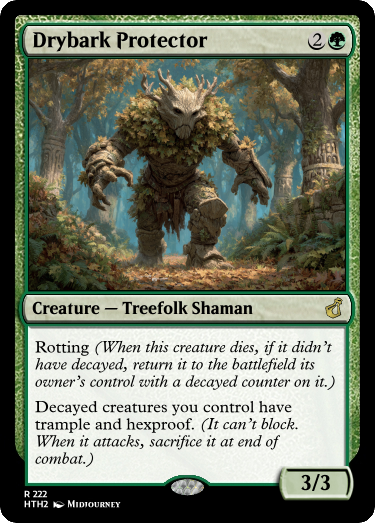 Drybark Protector 2
Creature — Treefolk Shaman
Rotting (When this creature dies, if it didn't
have decayed, return it to the battlefield its
owner's control with a decayed counter on it.)
Decayed creatures you control have
trample and hexproof. (It can't block.
When it attacks, sacrifice it at end of
combat.)
3/3
R 222
HTH2 Midjourney